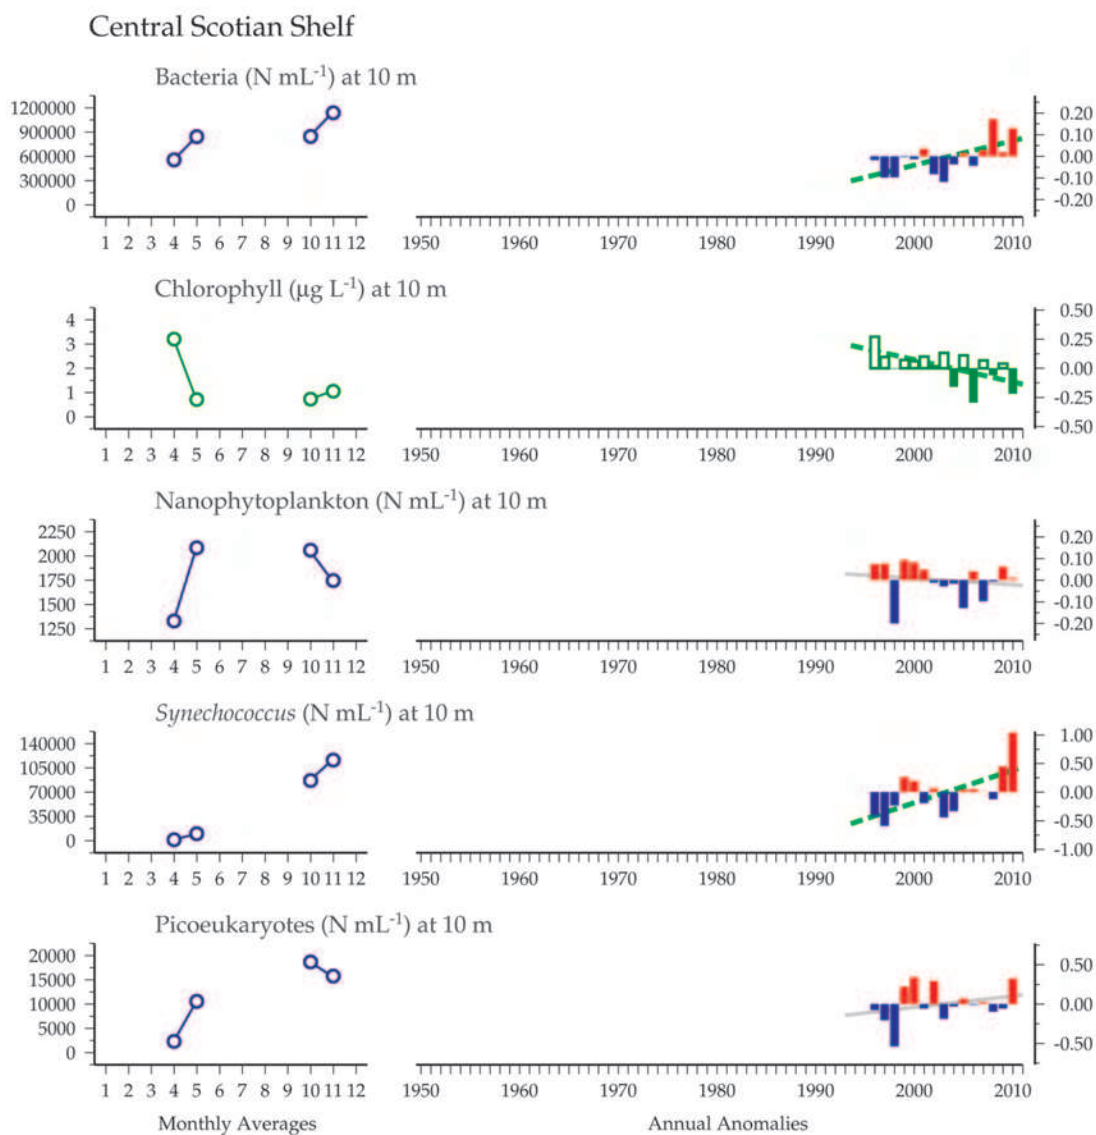 Central Scotian Shelf
Bacteria (N mL⁻¹) at 10 m
1200000
900000
600000
300000
0
0.20
0.10
0.00
-0.10
-0.20
1 2 3 4 5 6 7 8 9 10 11 12
1950 1960 1970 1980 1990 2000 2010
Chlorophyll (µg L⁻¹) at 10 m
4
3
2
1
0
0.50
0.25
0.00
-0.25
-0.50
1 2 3 4 5 6 7 8 9 10 11 12
1950 1960 1970 1980 1990 2000 2010
Nanophytoplankton (N mL⁻¹) at 10 m
2250
2000
1750
1500
1250
0.20
0.10
0.00
-0.10
-0.20
1 2 3 4 5 6 7 8 9 10 11 12
1950 1960 1970 1980 1990 2000 2010
Synechococcus (N mL⁻¹) at 10 m
140000
105000
70000
35000
0
1.00
0.50
0.00
-0.50
-1.00
1 2 3 4 5 6 7 8 9 10 11 12
1950 1960 1970 1980 1990 2000 2010
Picoeukaryotes (N mL⁻¹) at 10 m
20000
15000
10000
5000
0
0.50
0.00
-0.50
1 2 3 4 5 6 7 8 9 10 11 12
1950 1960 1970 1980 1990 2000 2010
Monthly Averages
Annual Anomalies